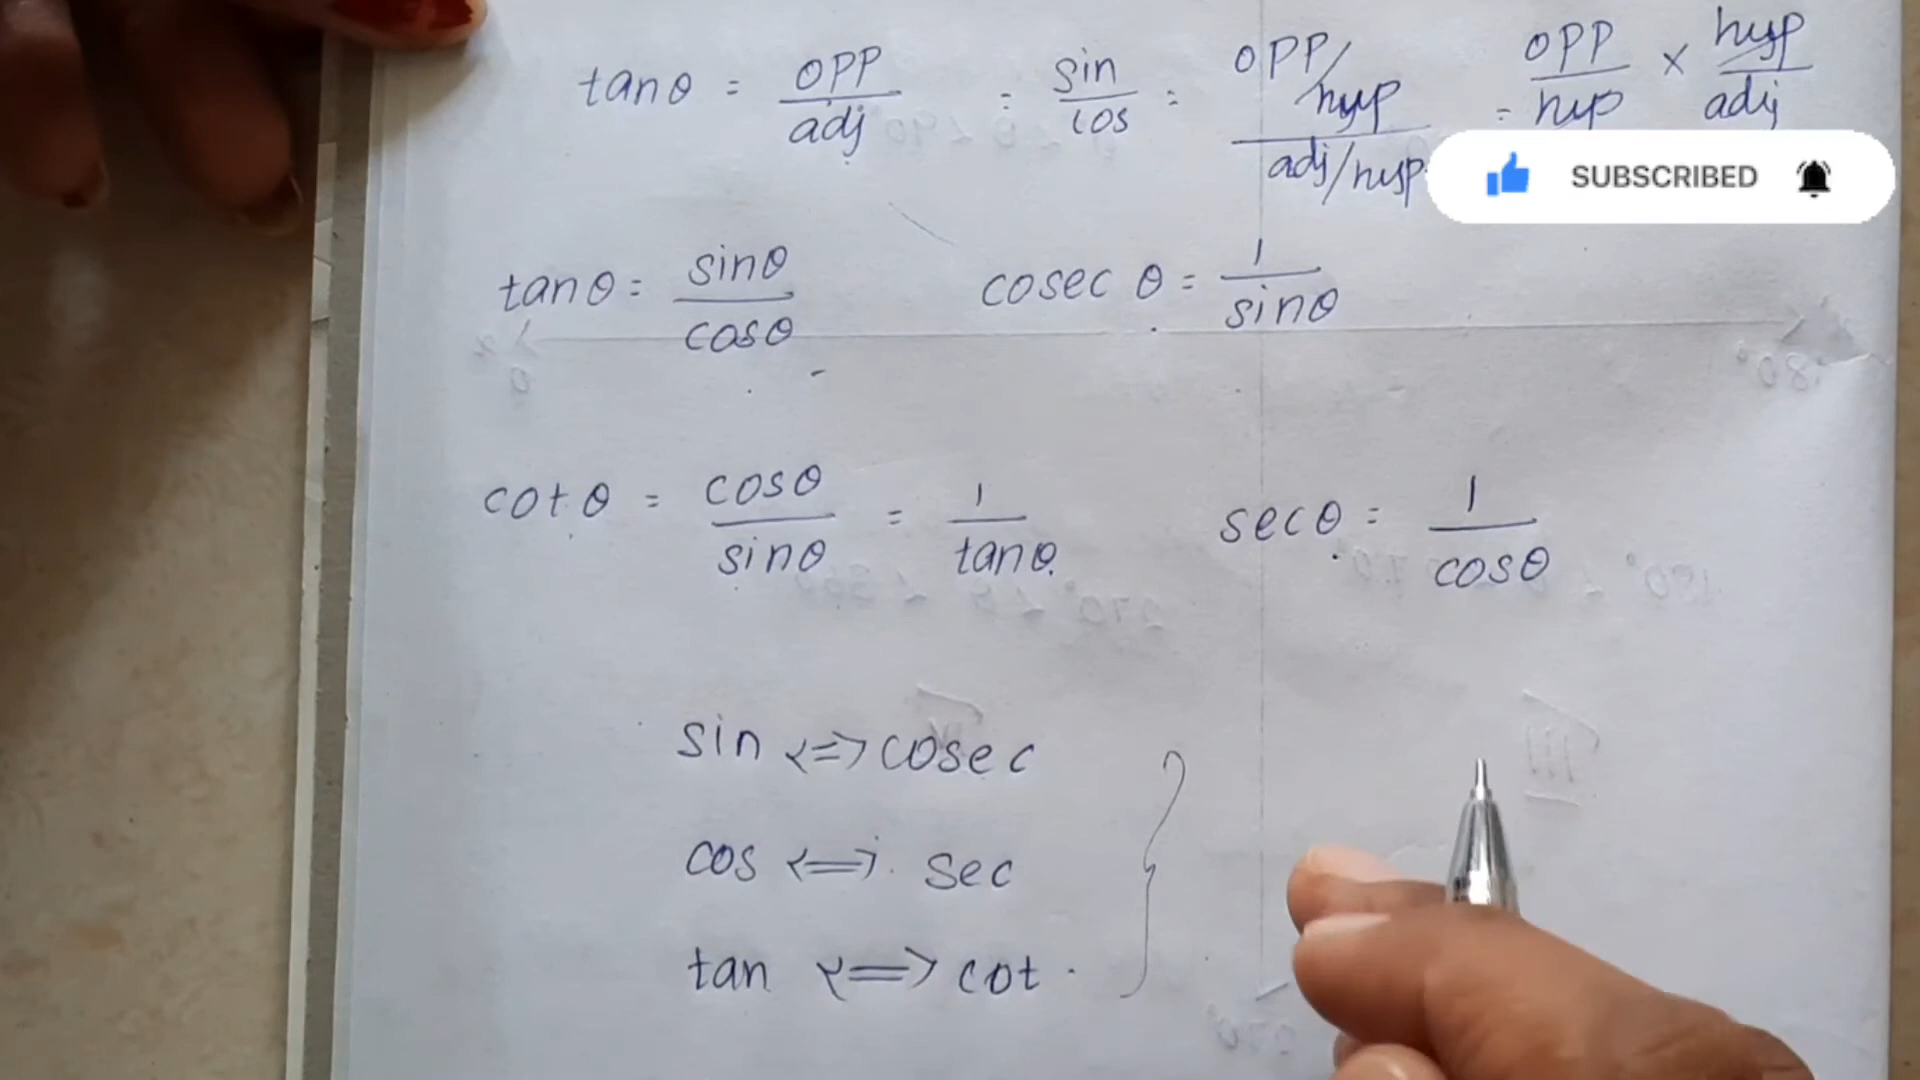 tanθ = opp/adj = sin/cos = opp/hyp / adj/hyp = opp/hyp × hyp/adj
SUBSCRIBED
tanθ = sinθ/cosθ cosec θ = 1/sinθ
cot θ = cosθ/sinθ = 1/tanθ. secθ = 1/cosθ
sin <=> cosec
cos <=> sec
tan <=> cot.